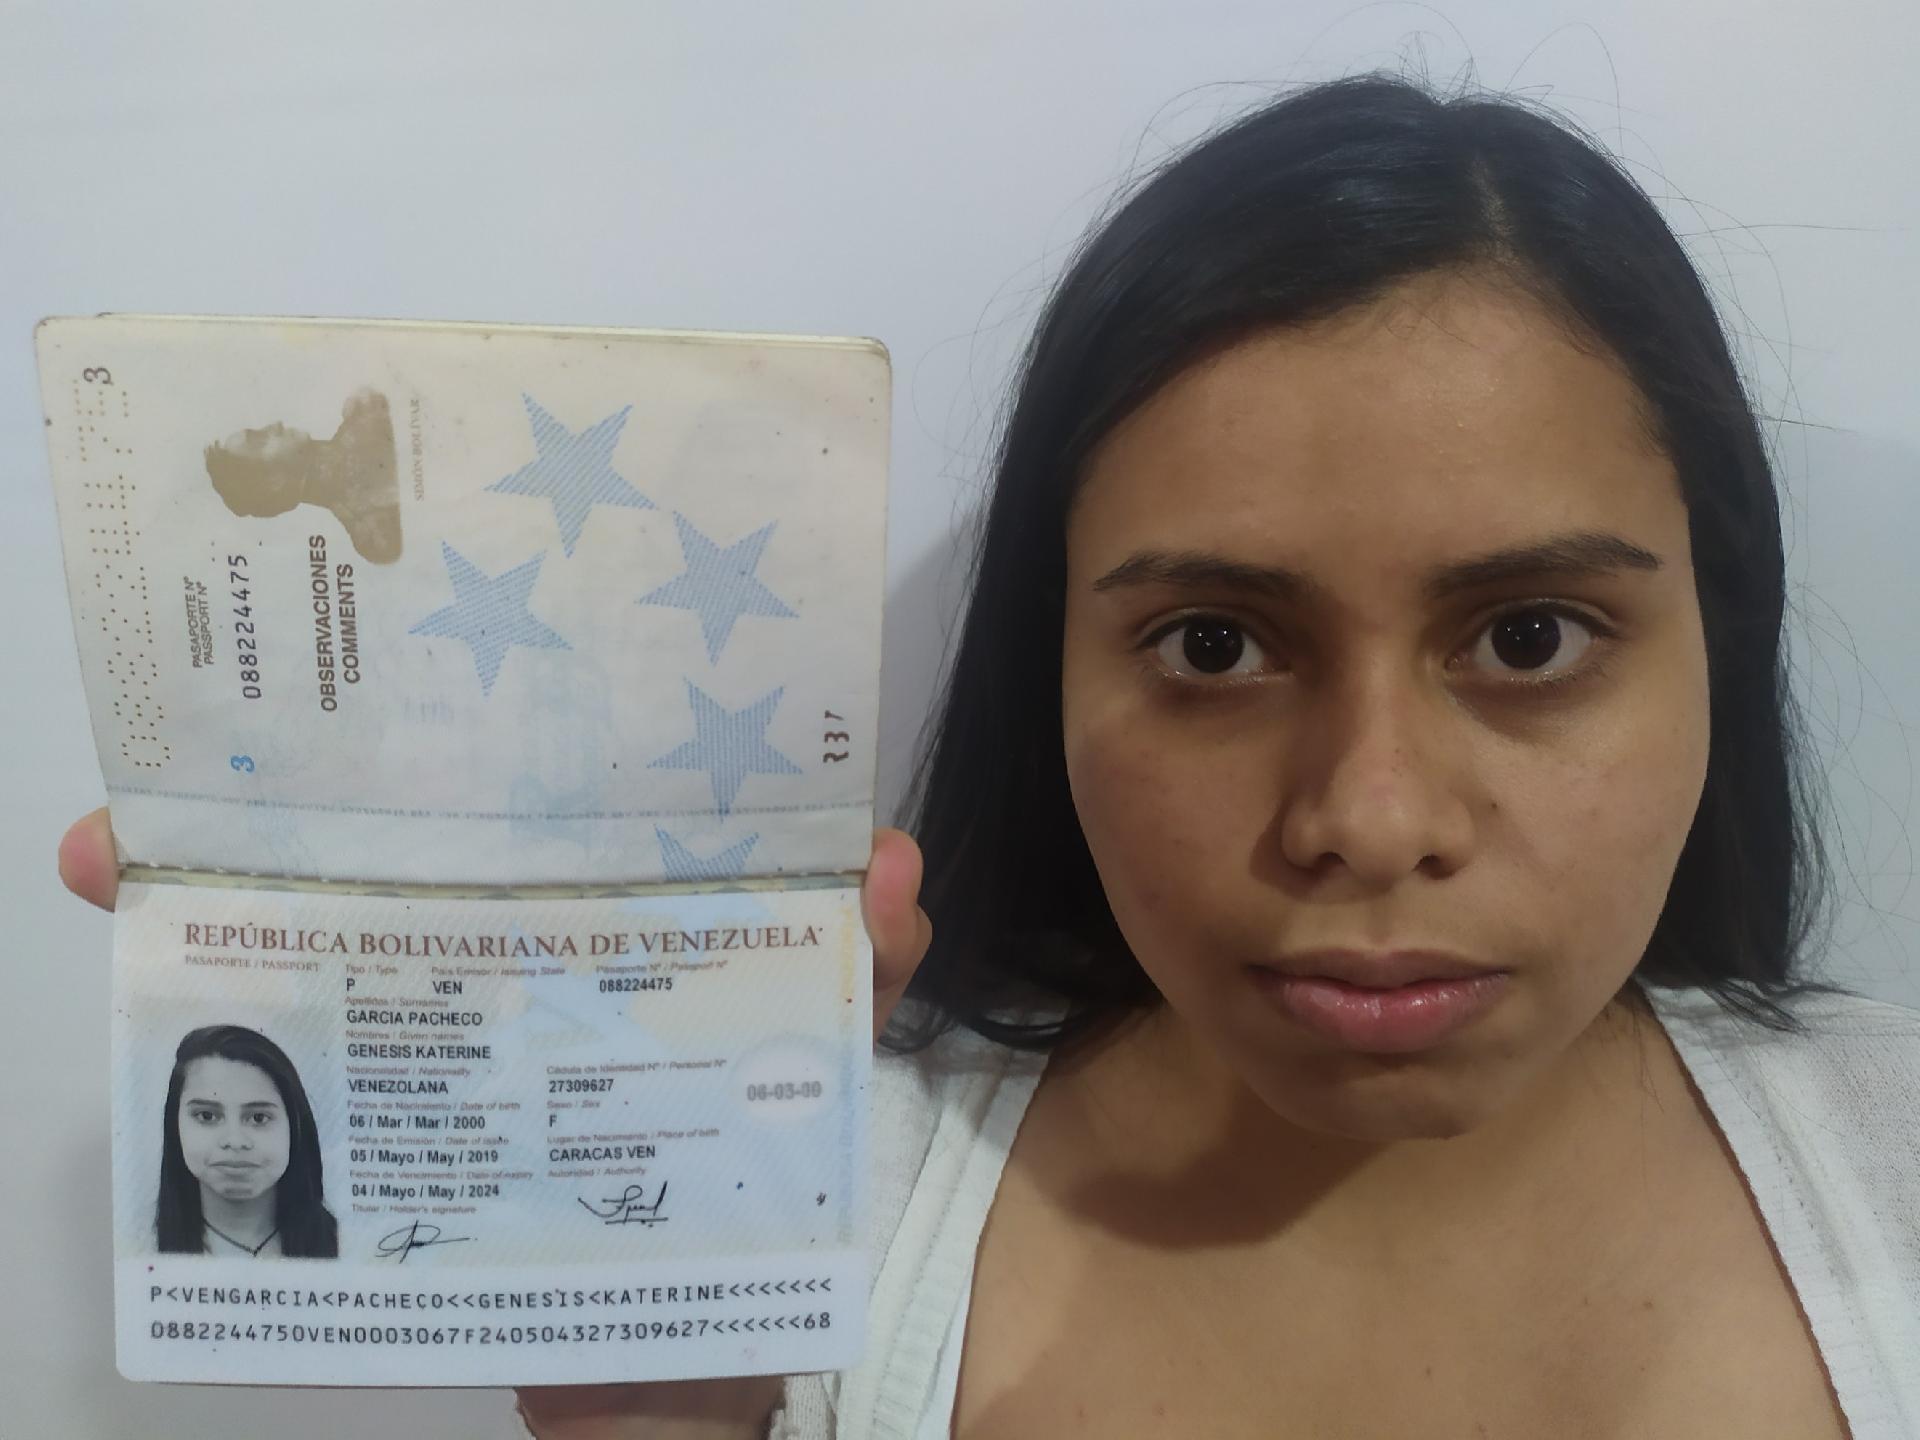 3
PASAPORTE Nº
PASSPORT Nº
088224475
3
OBSERVACIONES
COMMENTS
SIMÓN BOLÍVAR
REPÚBLICA BOLIVARIANA DE VENEZUELA
PASAPORTE / PASSPORT
Tipo / Type País Emisor / Issuing State Pasaporte Nº / Passport Nº
P VEN 088224475
Apellidos / Surnames
GARCIA PACHECO
Nombres / Given names
GENESIS KATERINE
Nacionalidad / Nationality Cédula de Identidad Nº / Personal Nº
VENEZOLANA 27309627
06-03-00
Fecha de Nacimiento / Date of birth Sexo / Sex
06 / Mar / Mar / 2000 F
Fecha de Emisión / Date of issue Lugar de Nacimiento / Place of birth
05 / Mayo / May / 2019 CARACAS VEN
Fecha de Vencimiento / Date of expiry Autoridad / Authority
04 / Mayo / May / 2024
Titular / Holder's signature
P<VENGARCIA<PACHECO<<GENESIS<KATERINE<<<<<<<
0882244750VEN0003067F240504327309627<<<<<<68